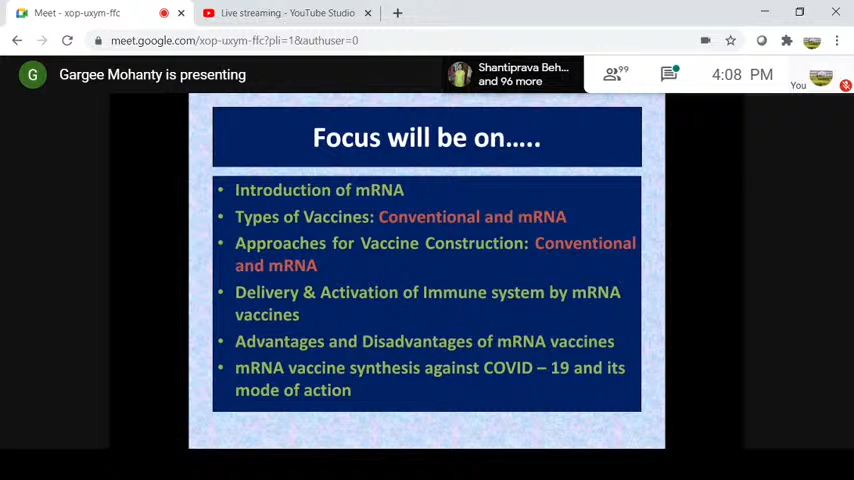 Meet - xop-uxym-ffc
Live streaming - YouTube Studio
meet.google.com/xop-uxym-ffc?pli=1&authuser=0
G
Gargee Mohanty is presenting
Shantiprava Beh...
and 96 more
99
4:08 PM
You
Focus will be on.....
• Introduction of mRNA
• Types of Vaccines: Conventional and mRNA
• Approaches for Vaccine Construction: Conventional
and mRNA
• Delivery & Activation of Immune system by mRNA
vaccines
• Advantages and Disadvantages of mRNA vaccines
• mRNA vaccine synthesis against COVID – 19 and its
mode of action